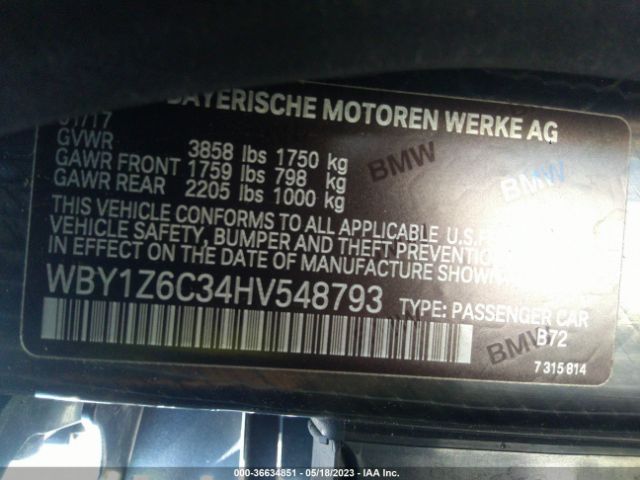 BAYERISCHE MOTOREN WERKE AG
01/17
GVWR 3858 lbs 1750 kg
GAWR FRONT 1759 lbs 798 kg
GAWR REAR 2205 lbs 1000 kg
THIS VEHICLE CONFORMS TO ALL APPLICABLE U.S.
VEHICLE SAFETY, BUMPER AND THEFT PREVENTION
IN EFFECT ON THE DATE OF MANUFACTURE SHOWN
WBY1Z6C34HV548793 TYPE: PASSENGER CAR
B72
7 315 814
BMW
BMW
BMW
000-36634851 - 05/18/2023 - IAA Inc.